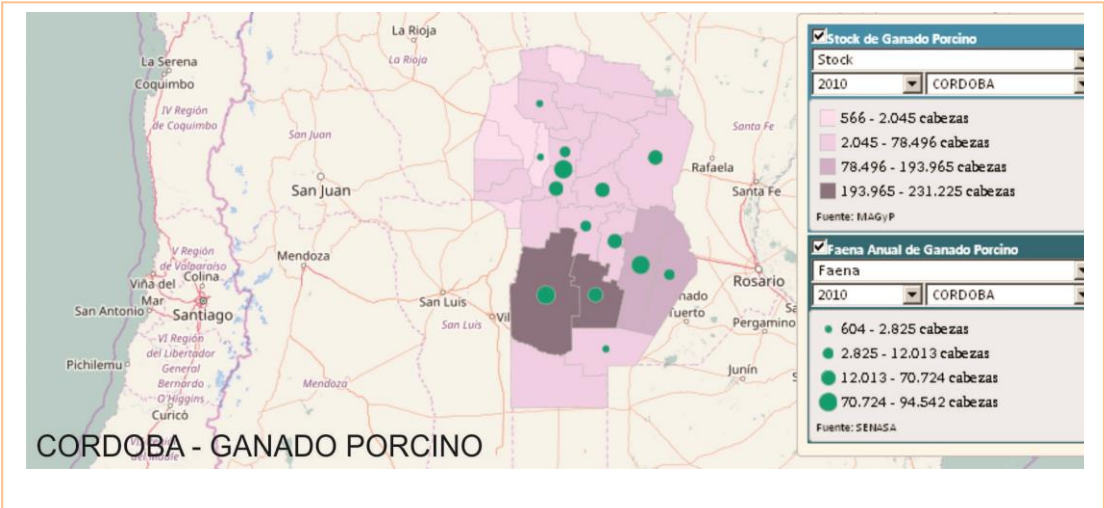 La Rioja
La Rioja
La Serena
Coquimbo
IV Región
de Coquimbo
San Juan
San Juan
Santa Fe
Rafaela
Santa Fe
Mendoza
V Región
de Valparaíso
Viña del
Mar
Colina
San Antonio
Santiago
San Luis
San Luis
Vil
Rosario
nado
uerto
Pergamino
VI Región
del Libertador
General
Bernardo
O'Higgins
Pichilemu
Mendoza
Junín
Curicó
CORDOBA - GANADO PORCINO
Stock de Ganado Porcino
Stock
2010 CORDOBA
566 - 2.045 cabezas
2.045 - 78.496 cabezas
78.496 - 193.965 cabezas
193.965 - 231.225 cabezas
Fuente: MAGyP
Faena Anual de Ganado Porcino
Faena
2010 CORDOBA
604 - 2.825 cabezas
2.825 - 12.013 cabezas
12.013 - 70.724 cabezas
70.724 - 94.542 cabezas
Fuente: SENASA